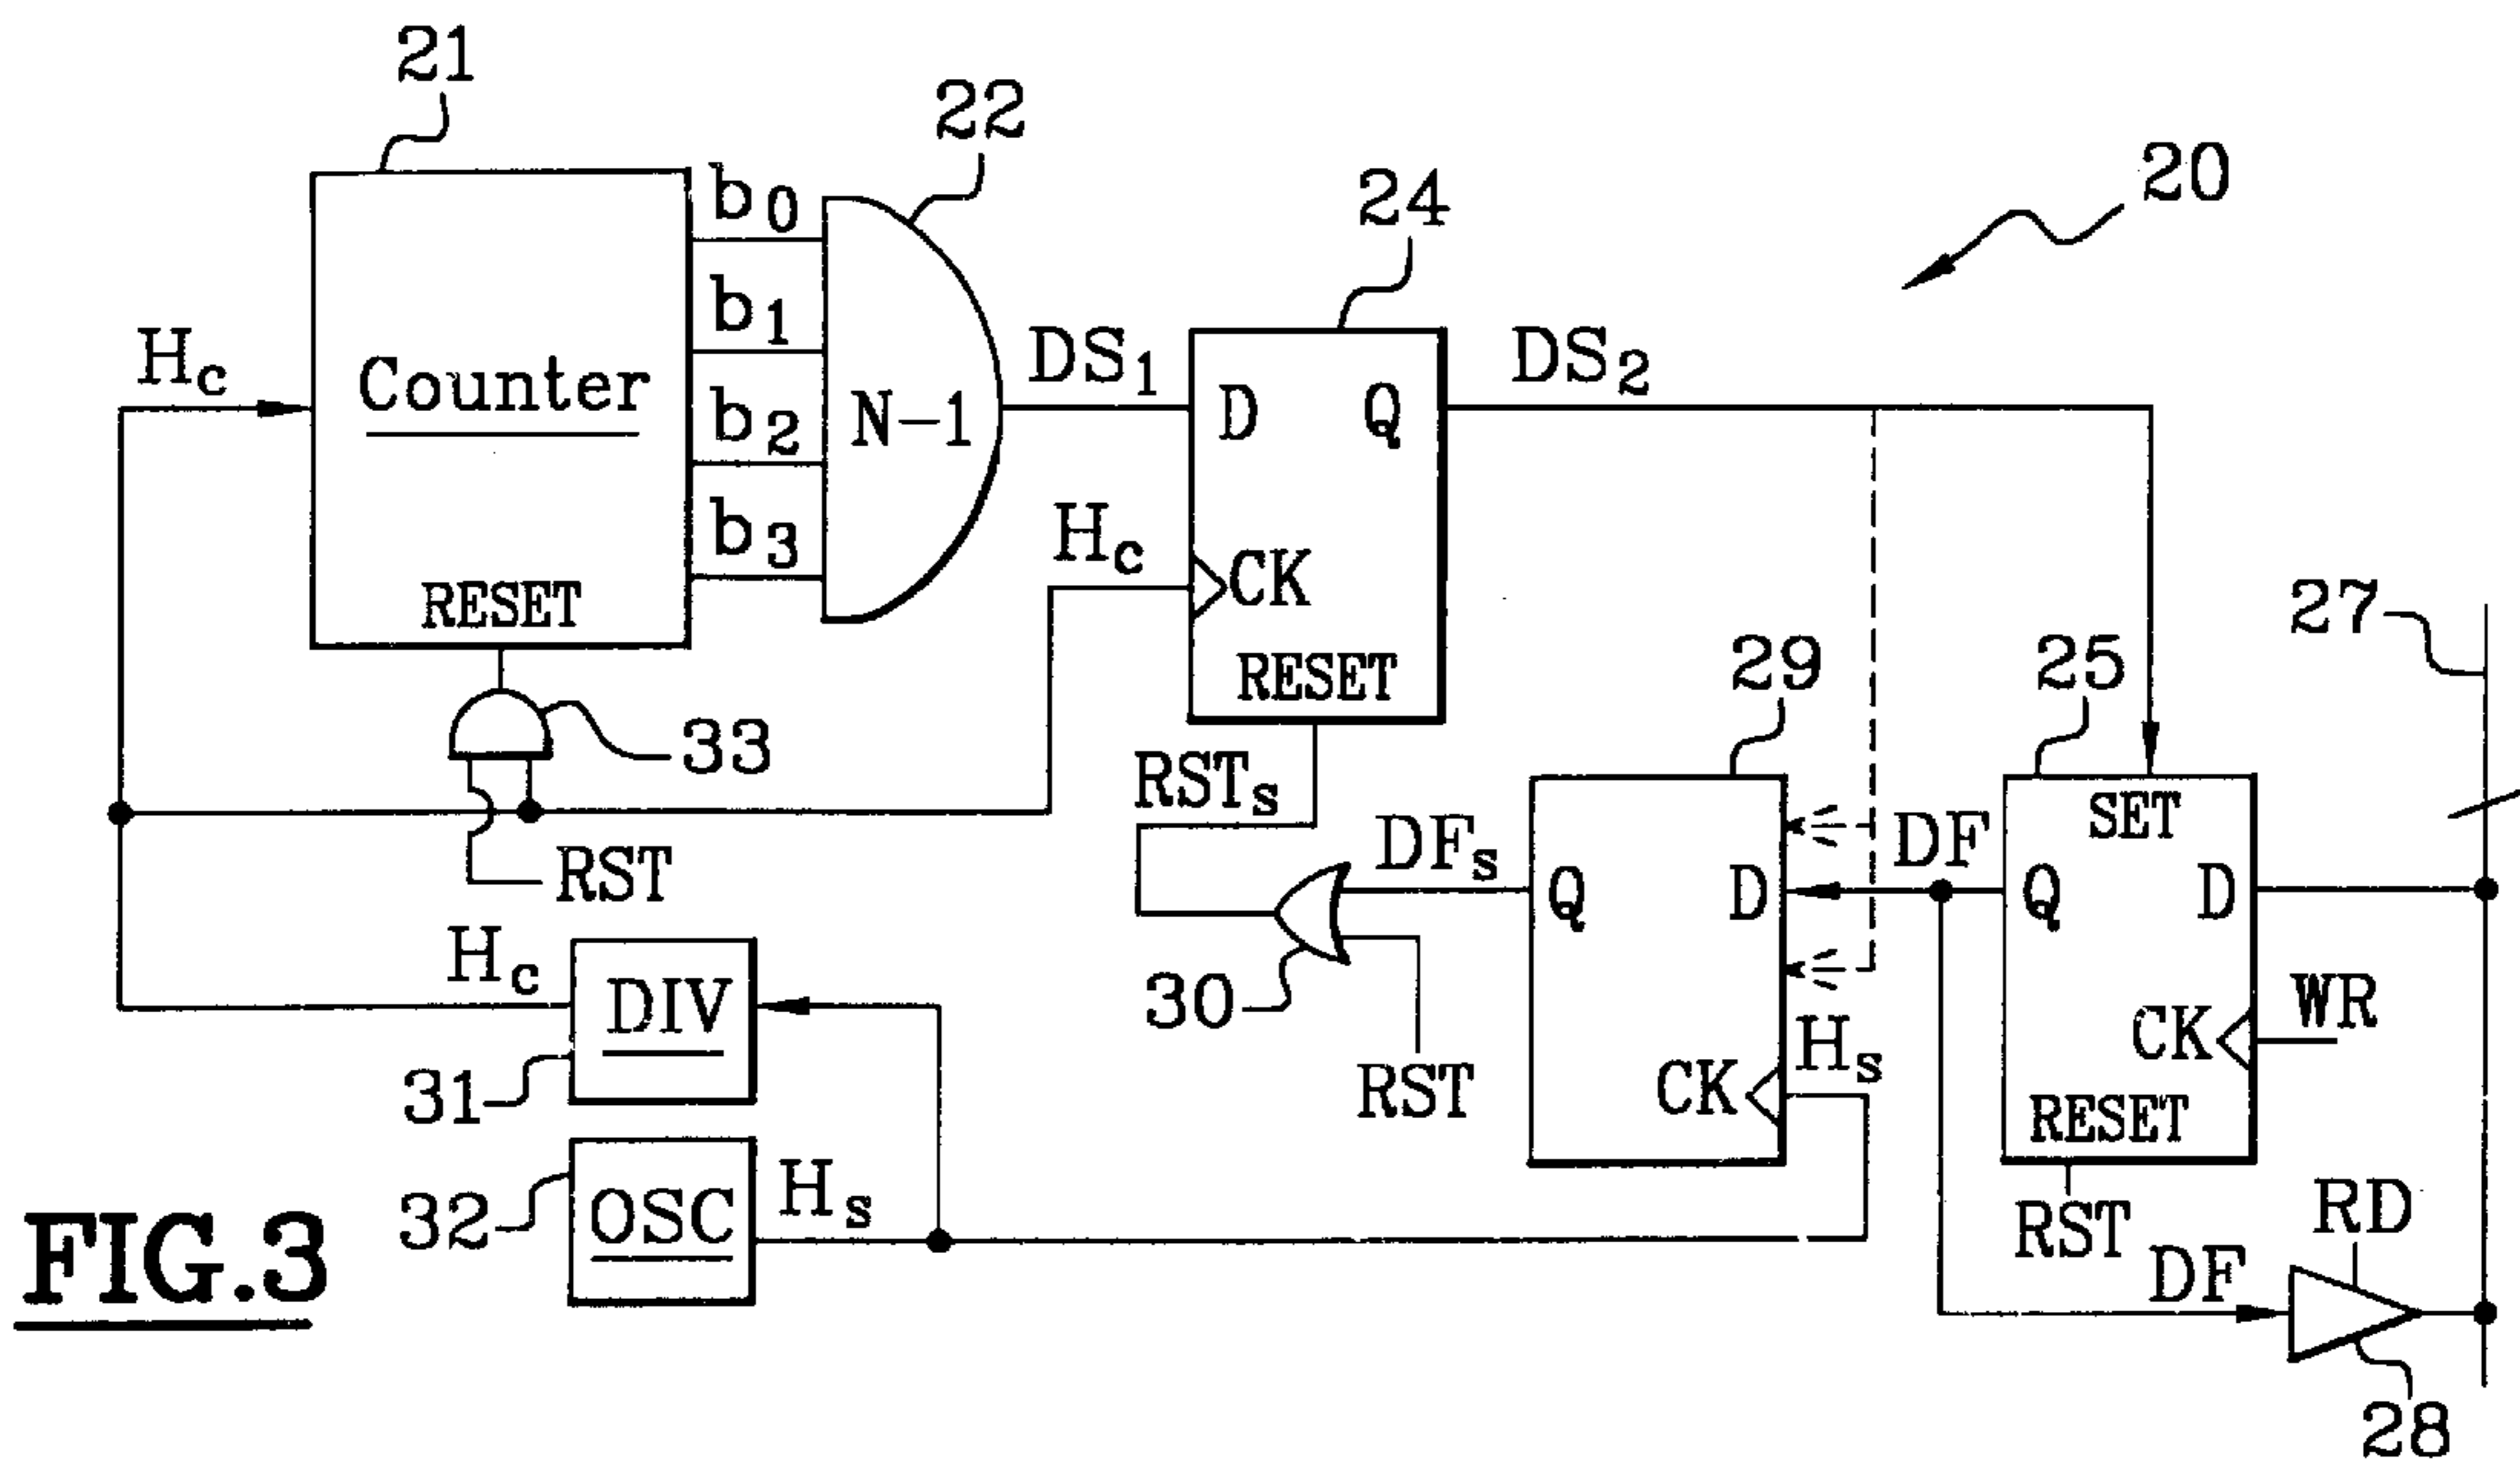 21
22
20
24
b0
b1
b2
b3
Hc
Counter
RESET
N-1
DS1
DS2
D
Q
Hc
CK
RESET
27
29
25
33
RST
RSTs
DFs
Q
D
DF
SET
Q
D
Hc
DIV
31
30
RST
CK
Hs
WR
CK
RESET
RST
RD
32
OSC
Hs
DF
28
FIG.3